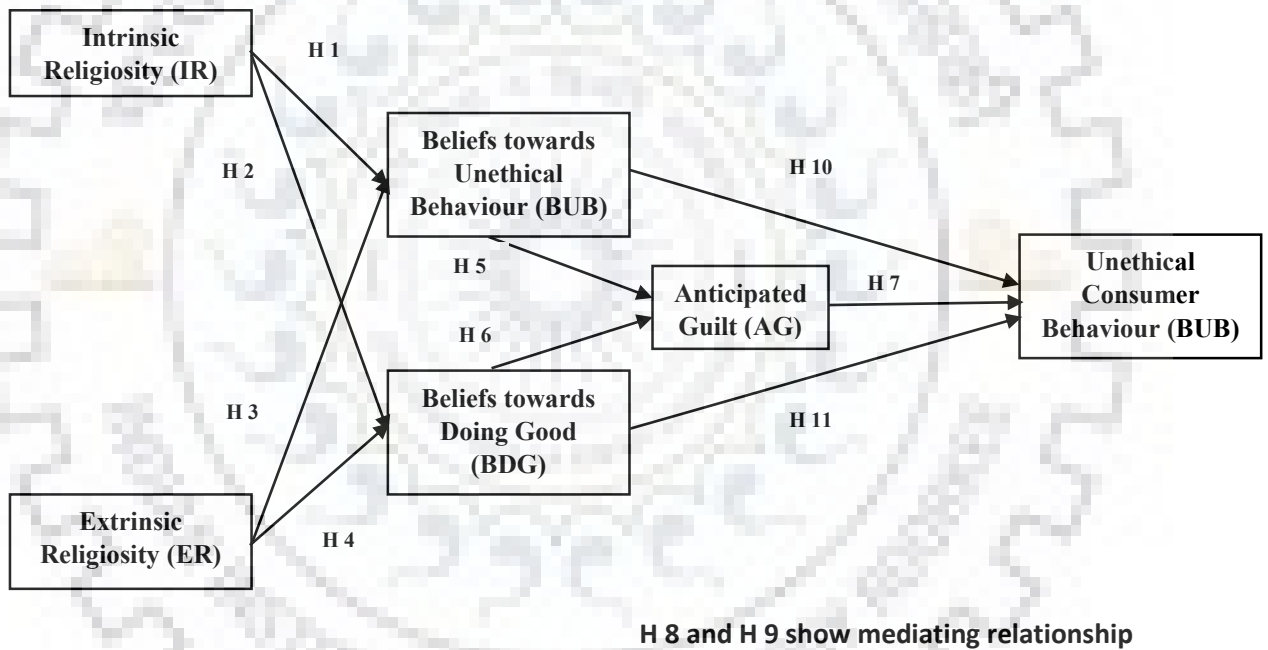 Intrinsic
Religiosity (IR)
H 1
Beliefs towards
Unethical
Behaviour (BUB)
H 2
H 10
H 5
Anticipated
Guilt (AG)
H 7
Unethical
Consumer
Behaviour (BUB)
H 6
H 3
Beliefs towards
Doing Good
(BDG)
H 11
Extrinsic
Religiosity (ER)
H 4
H 8 and H 9 show mediating relationship